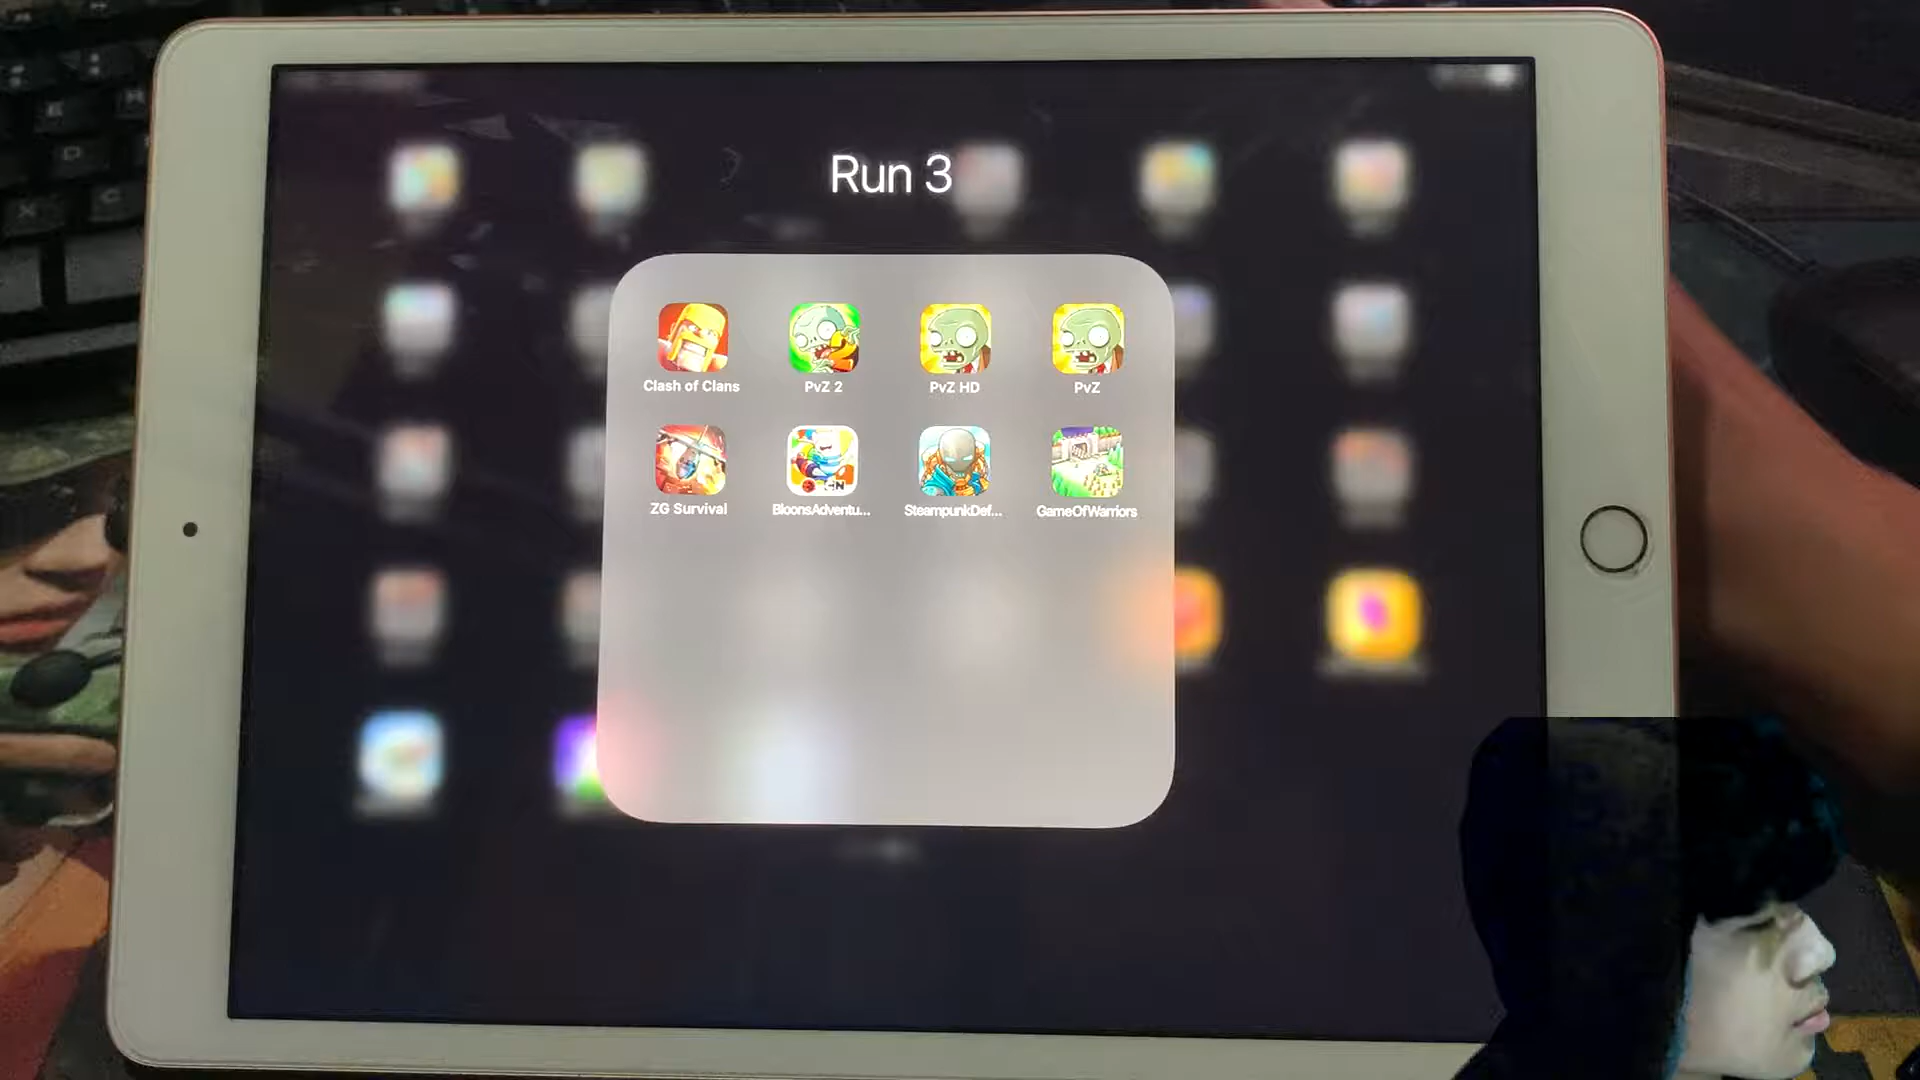 Run 3
Clash of Clans
PvZ 2
PvZ HD
PvZ
ZG Survival
BloonsAdventu...
SteampunkDef...
GameOfWarriors